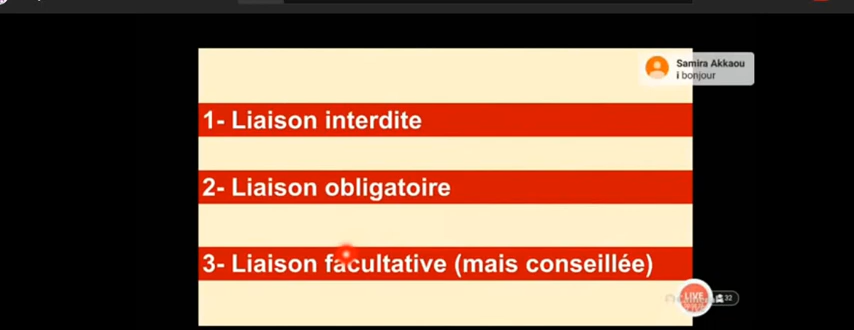 Samira Akkaou
i bonjour
1- Liaison interdite
2- Liaison obligatoire
3- Liaison facultative (mais conseillée)
LIVE
32